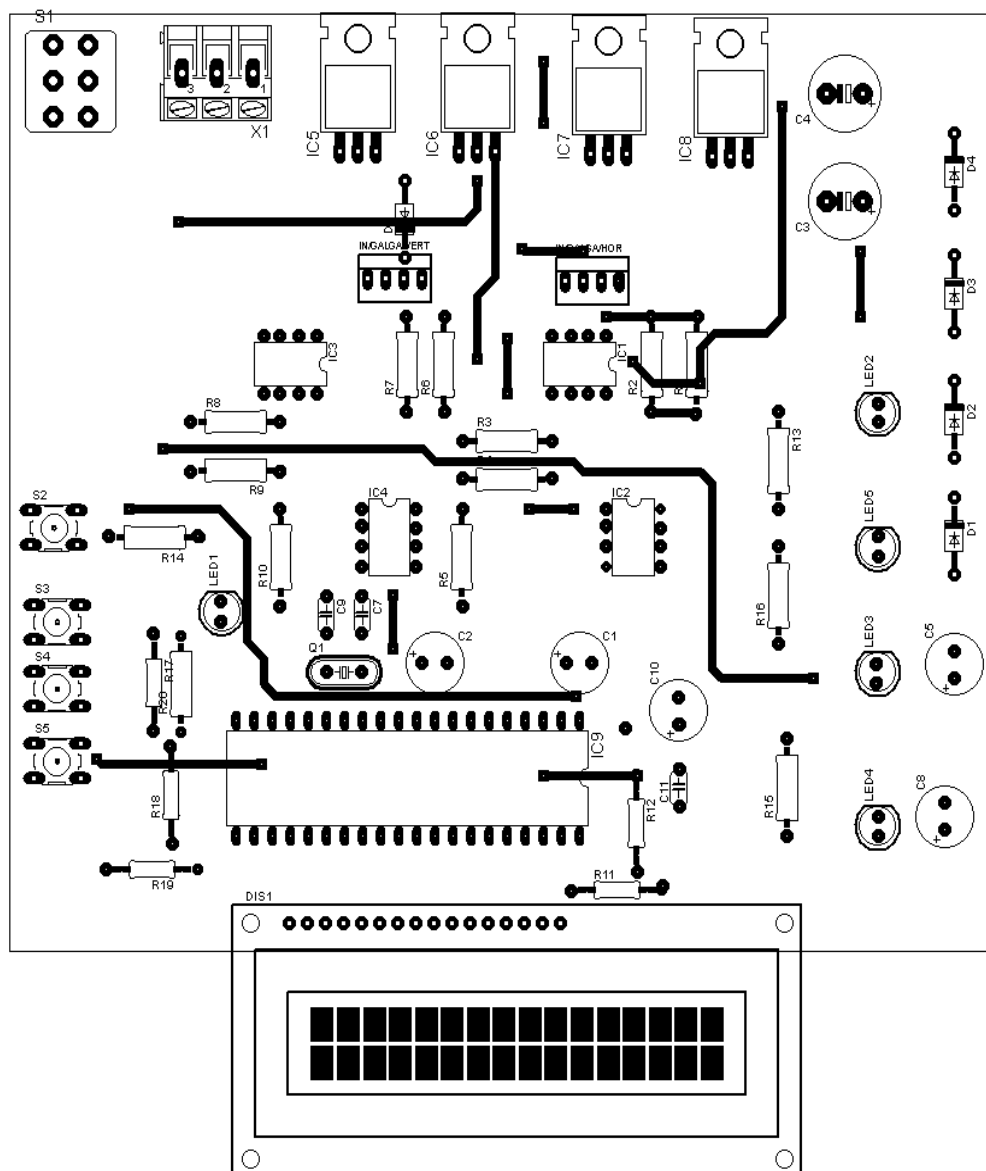 S1
3 2 1
X1
IC5
IC6
IC7
IC8
C4
C3
D4
D3
D2
D1
IN/GALGA/VERT
IN/GALGA/HOR
IC3
R7
R6
IC1
R2
LED2
R8
R9
R3
R13
S2
R14
R10
IC4
R5
IC2
LED5
R16
S3
LED1
C9
C7
Q1
C2
C1
C10
LED3
C5
S4
R17
R20
S5
IC9
R18
R12
C11
R15
LED4
C8
R19
R11
DIS1